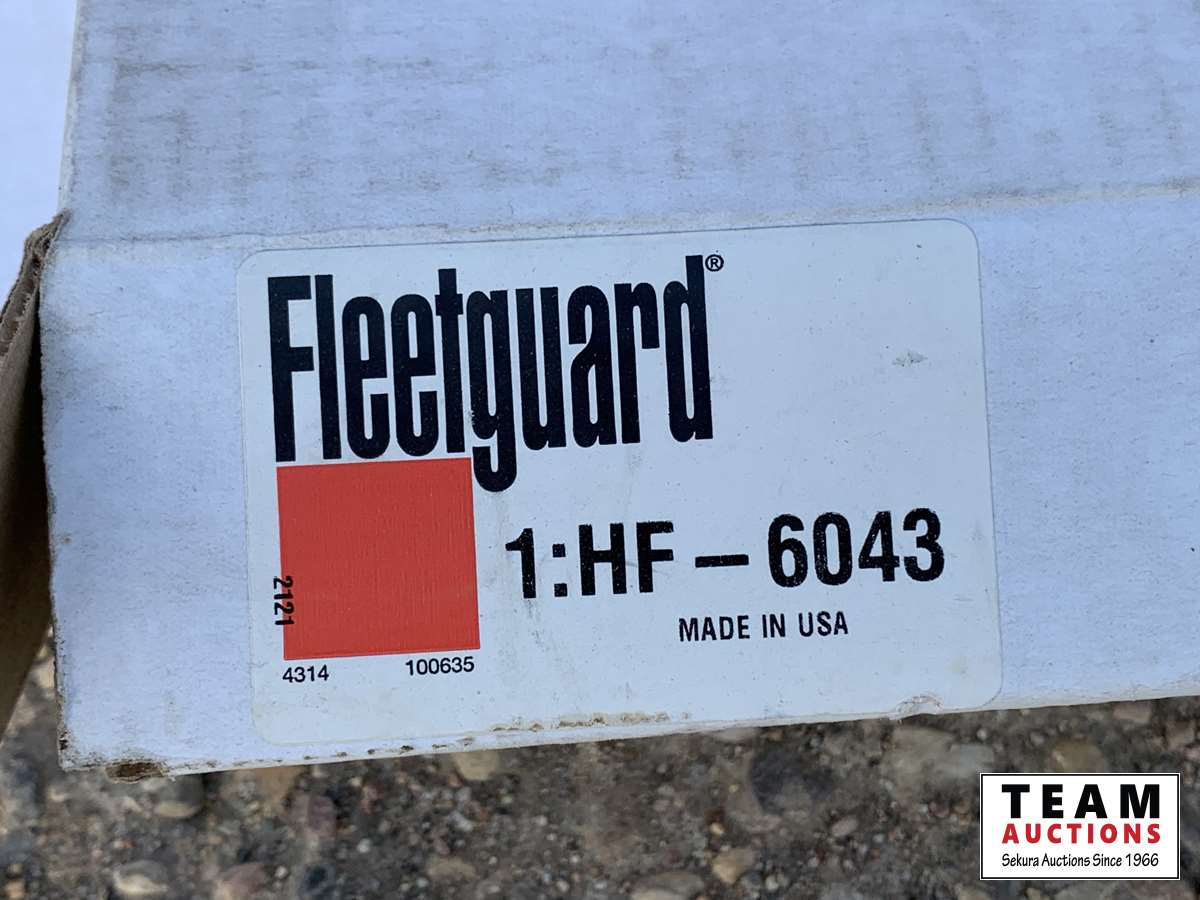 Fleetguard®
1:HF-6043
MADE IN USA
2121
4314 100635
TEAM
AUCTIONS
Sekura Auctions Since 1966